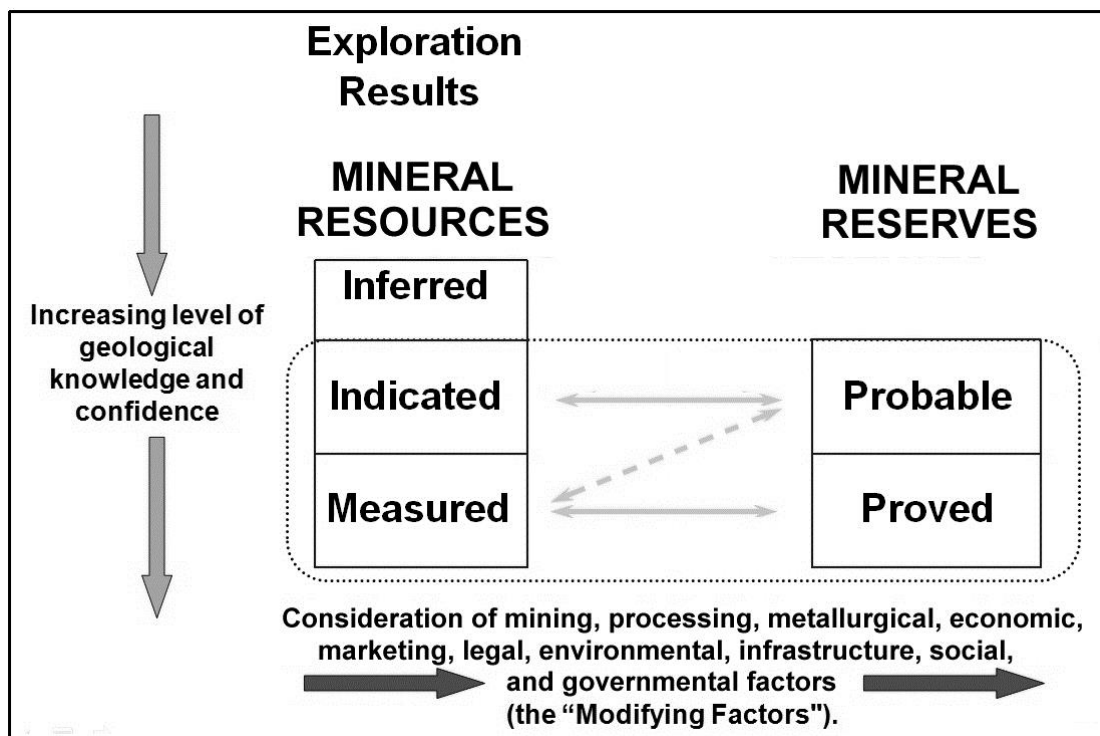 Exploration
Results
MINERAL
RESOURCES
MINERAL
RESERVES
Inferred
Increasing level of
geological
knowledge and
confidence
Indicated
Probable
Measured
Proved
Consideration of mining, processing, metallurgical, economic,
marketing, legal, environmental, infrastructure, social,
and governmental factors
(the “Modifying Factors").